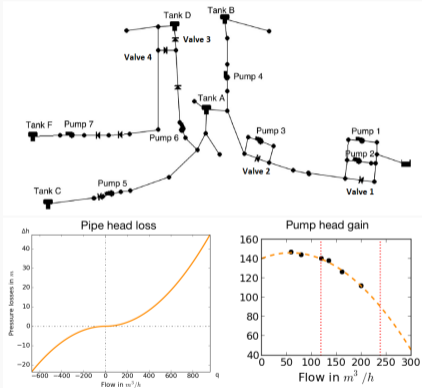 Tank B
Tank D
Valve 3
Valve 4
Pump 4
Tank A
Tank F
Pump 7
Pump 6
Pump 3
Pump 1
Pump 2
Valve 2
Tank C
Pump 5
Valve 1
Pipe head loss
Pump head gain
Δh
Pressure losses in m
40
30
20
10
0
−10
−20
−600 −400 −200 0 200 400 600 800 q
Flow in m³/h
160
140
120
100
80
60
40
0 50 100 150 200 250 300
Flow in m³ /h